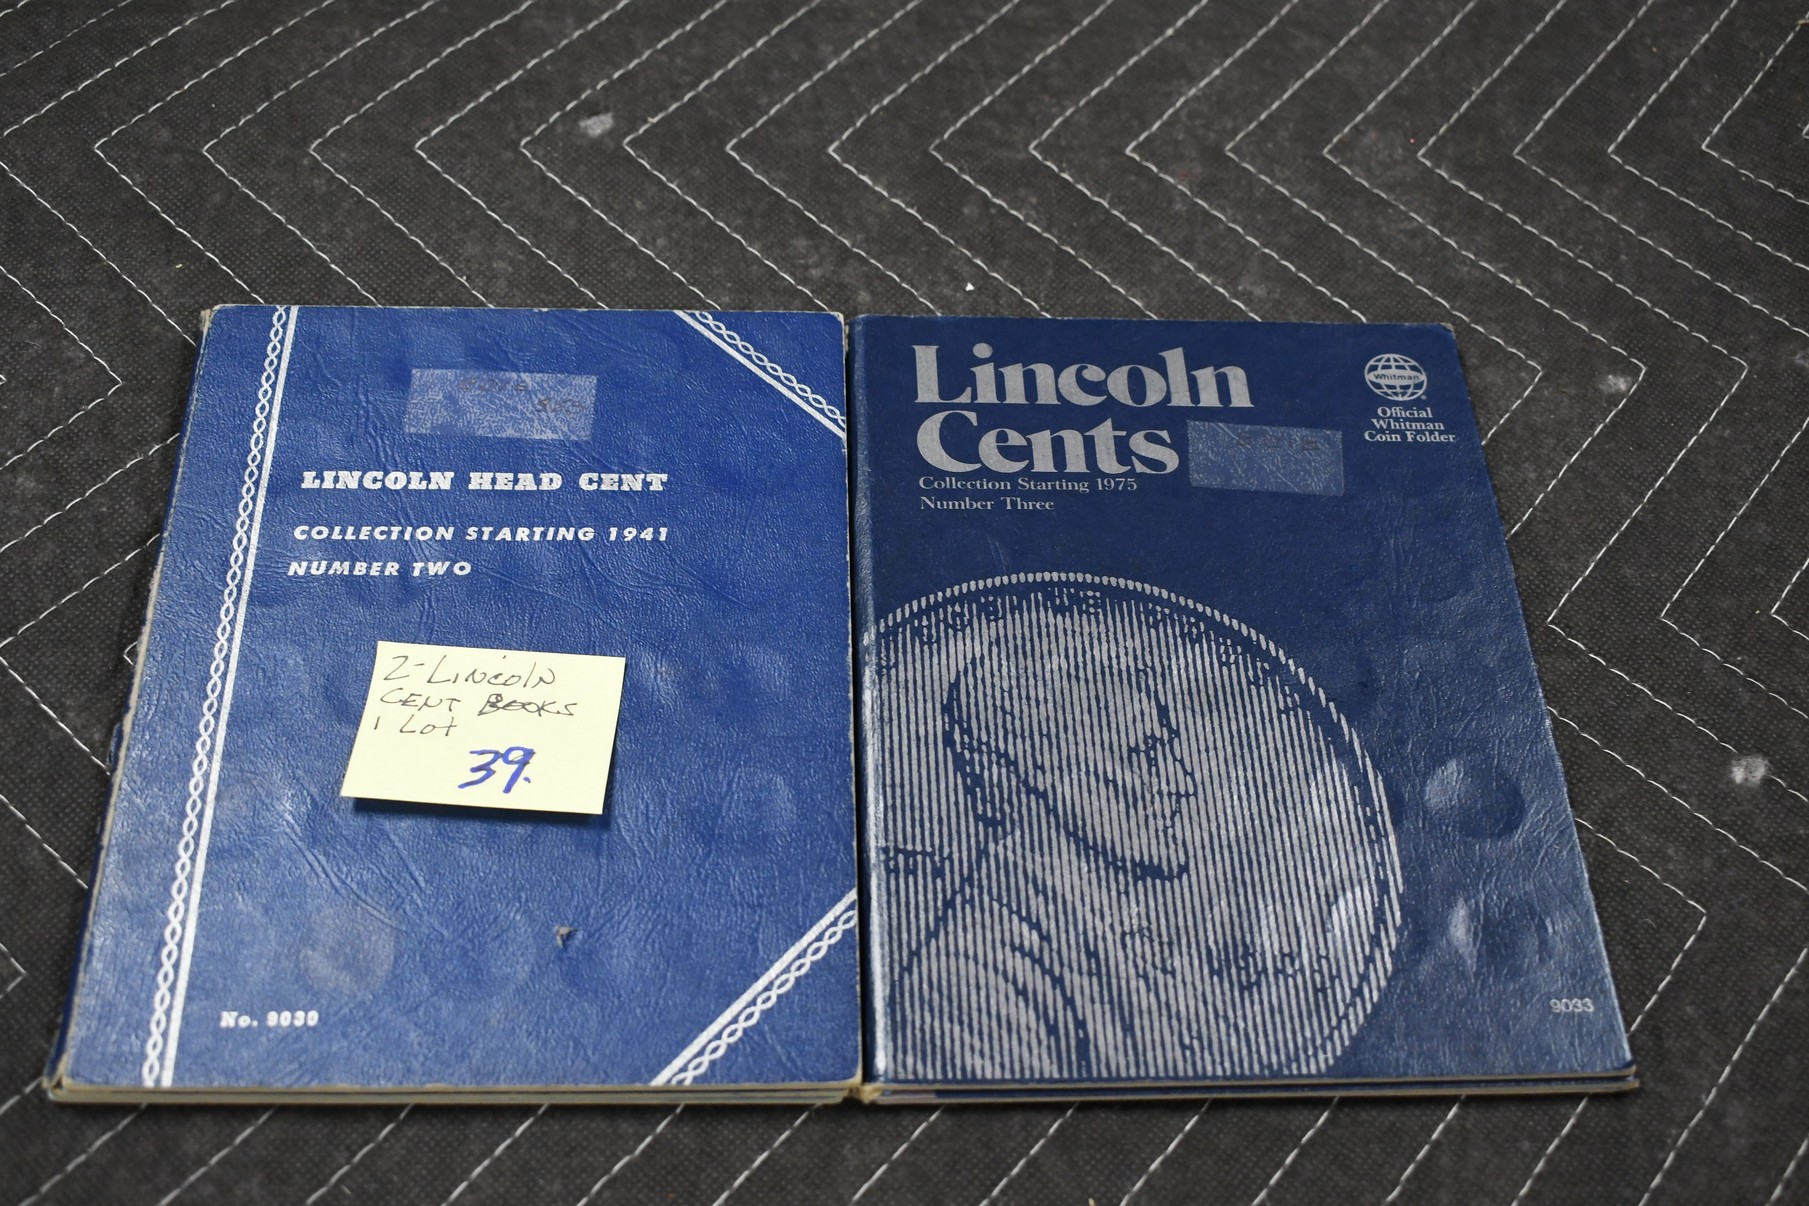 LINCOLN HEAD CENT
COLLECTION STARTING 1941
NUMBER TWO
2-LINCOLN
CENT BOOKS
1 Lot
39.
No. 9030
Lincoln
Cents
Collection Starting 1975
Number Three
Whitman
Official
Whitman
Coin Folder
9033